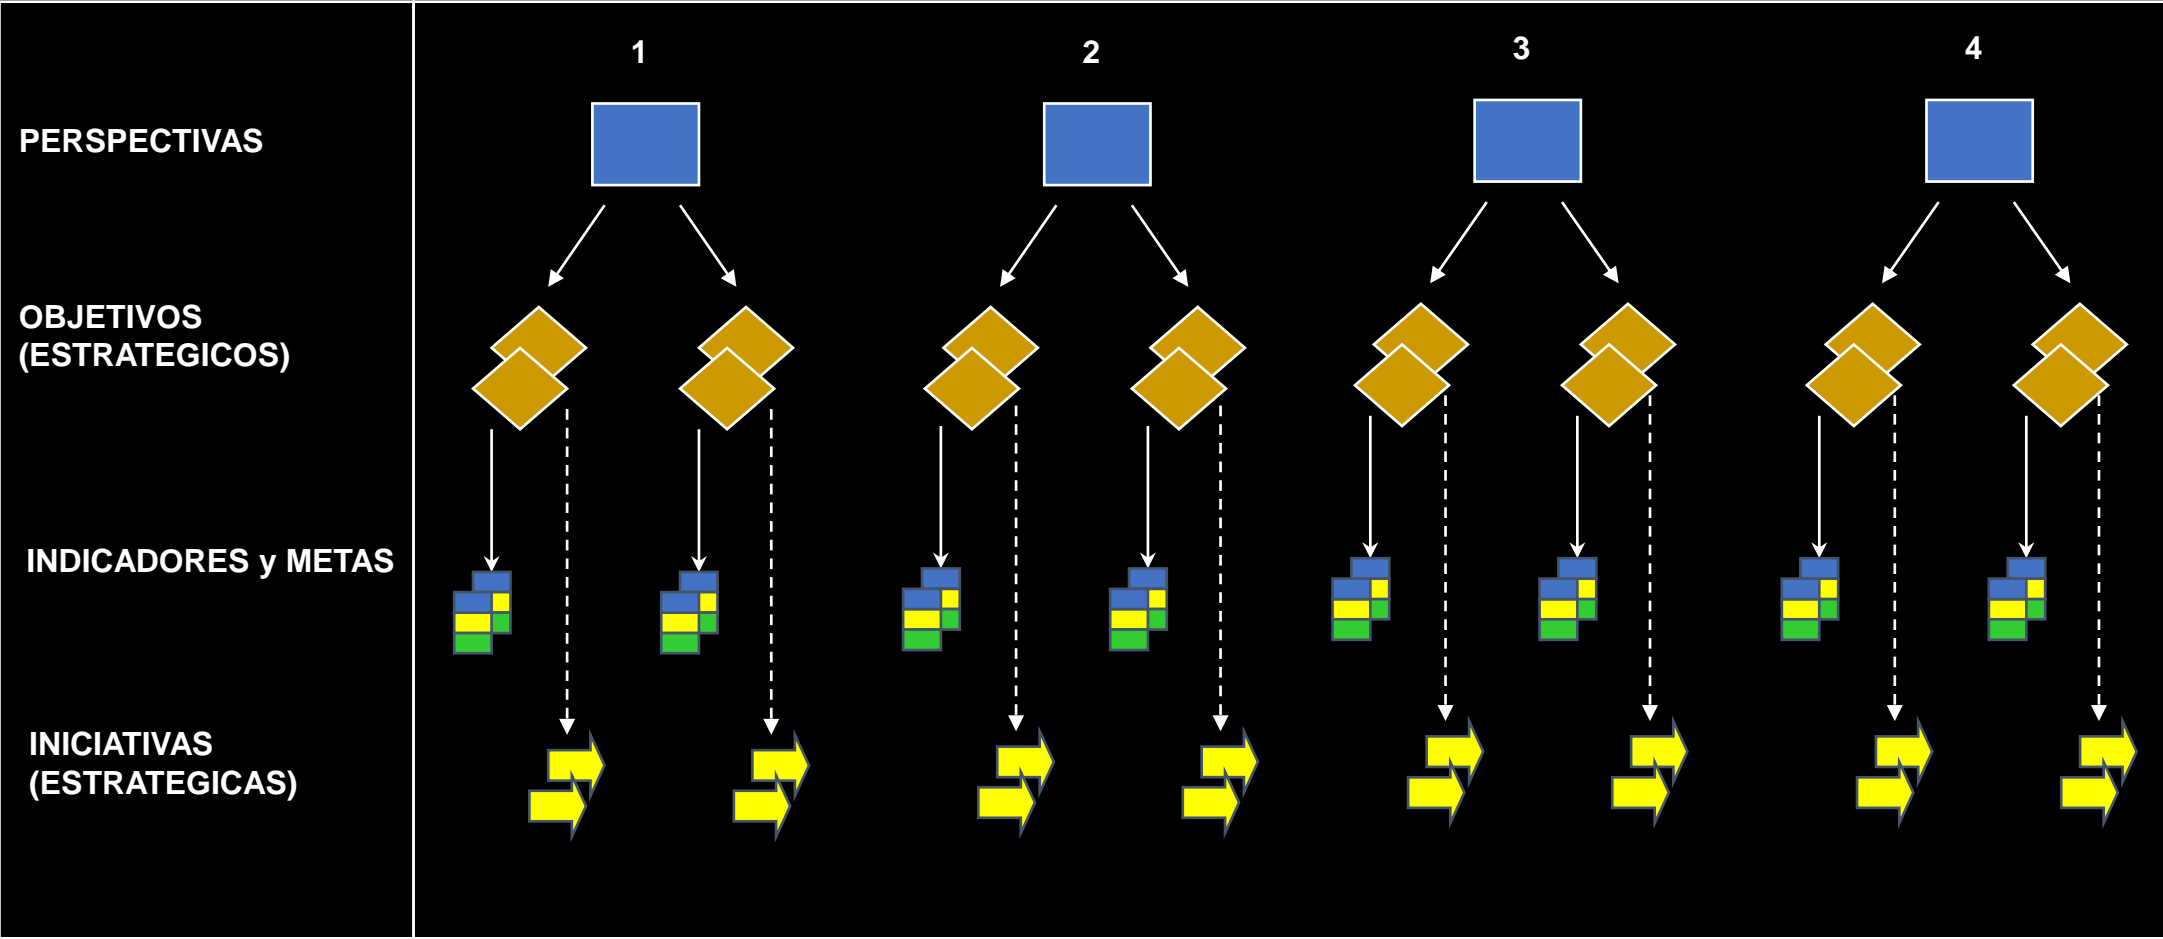 1
2
3
4
PERSPECTIVAS
OBJETIVOS
(ESTRATEGICOS)
INDICADORES y METAS
INICIATIVAS
(ESTRATEGICAS)